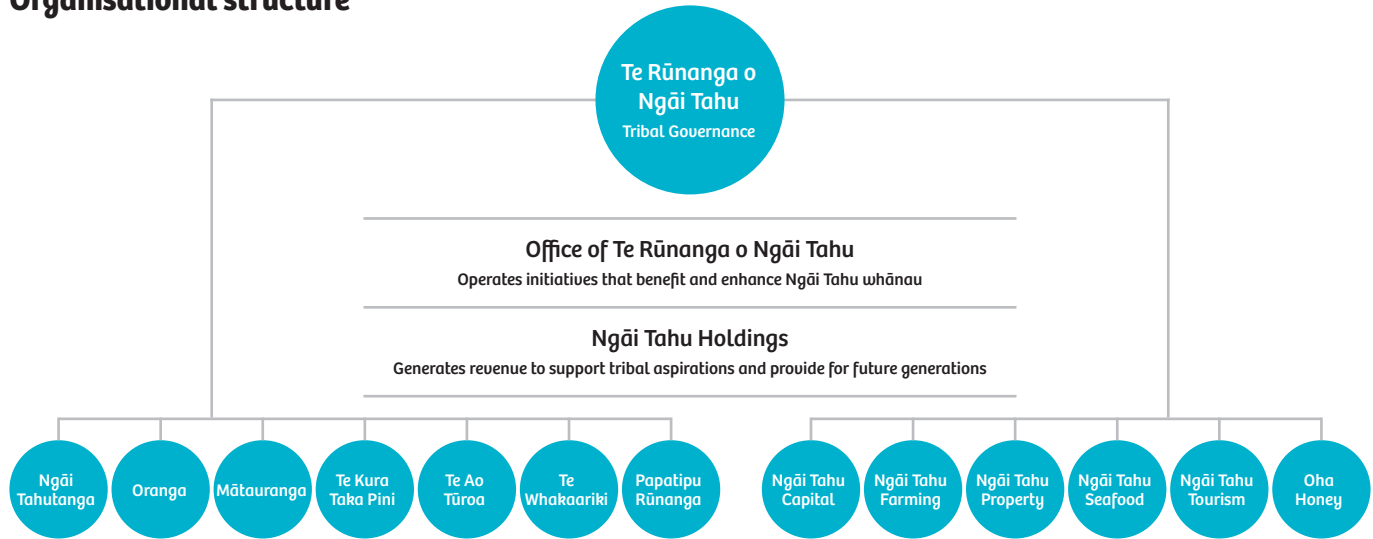 Organisational structure
Te Rūnanga o
Ngāi Tahu
Tribal Governance
Office of Te Rūnanga o Ngāi Tahu
Operates initiatives that benefit and enhance Ngāi Tahu whānau
Ngāi Tahu Holdings
Generates revenue to support tribal aspirations and provide for future generations
Ngāi
Tahutanga
Oranga
Mātauranga
Te Kura
Taka Pini
Te Ao
Tūroa
Te
Whakaariki
Papatipu
Rūnanga
Ngāi Tahu
Capital
Ngāi Tahu
Farming
Ngāi Tahu
Property
Ngāi Tahu
Seafood
Ngāi Tahu
Tourism
Oha
Honey